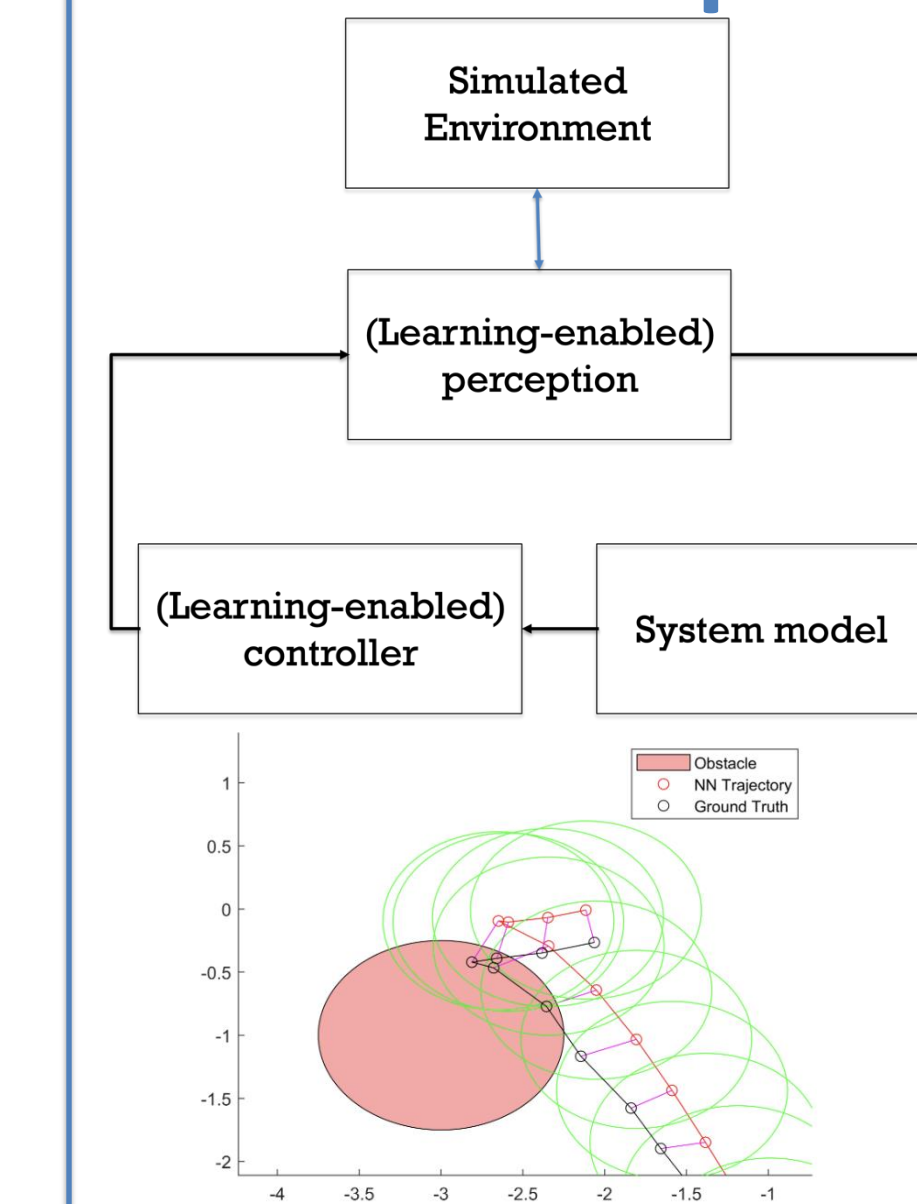 Simulated
Environment
(Learning-enabled)
perception
(Learning-enabled)
controller
System model
Obstacle
NN Trajectory
Ground Truth
1
0.5
0
-0.5
-1
-1.5
-2
-4
-3.5
-3
-2.5
-2
-1.5
-1